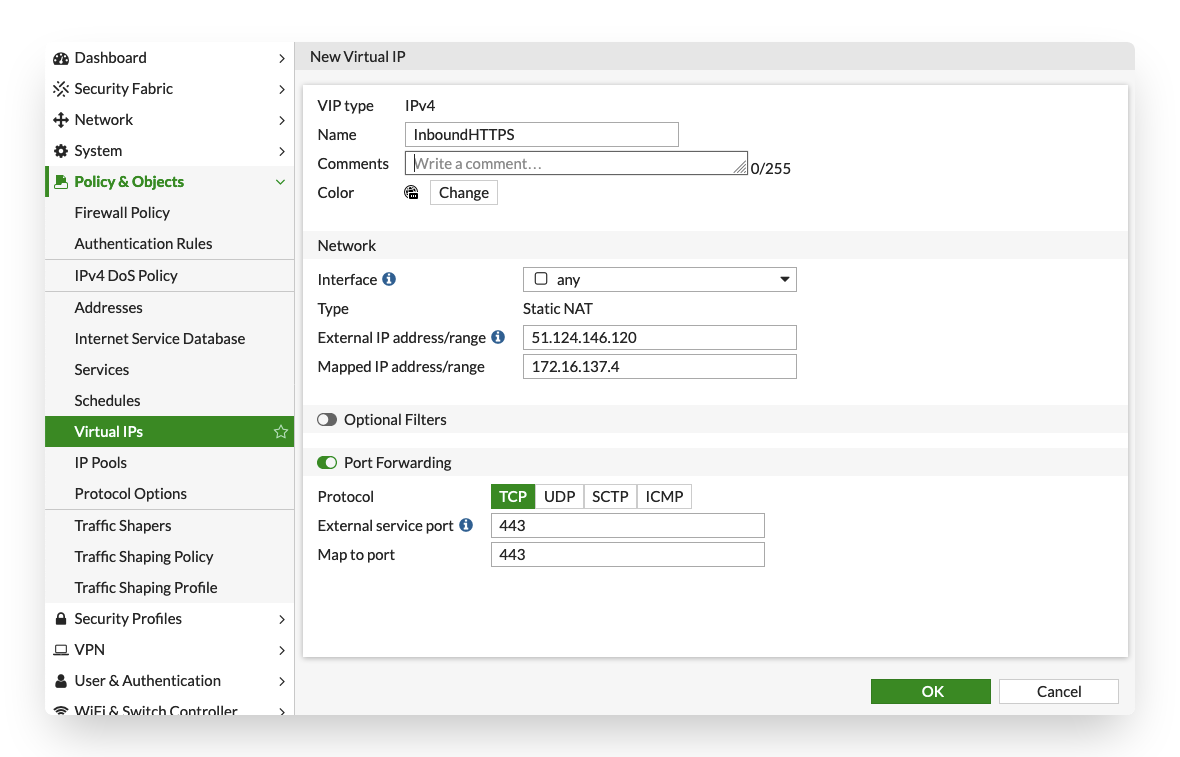 Dashboard
Security Fabric
Network
System
Policy & Objects
Firewall Policy
Authentication Rules
IPv4 DoS Policy
Addresses
Internet Service Database
Services
Schedules
Virtual IPs
IP Pools
Protocol Options
Traffic Shapers
Traffic Shaping Policy
Traffic Shaping Profile
Security Profiles
VPN
User & Authentication
WiFi & Switch Controller
New Virtual IP
VIP type IPv4
Name InboundHTTPS
Comments Write a comment... 0/255
Color Change
Network
Interface any
Type Static NAT
External IP address/range 51.124.146.120
Mapped IP address/range 172.16.137.4
Optional Filters
Port Forwarding
Protocol TCP UDP SCTP ICMP
External service port 443
Map to port 443
OK Cancel